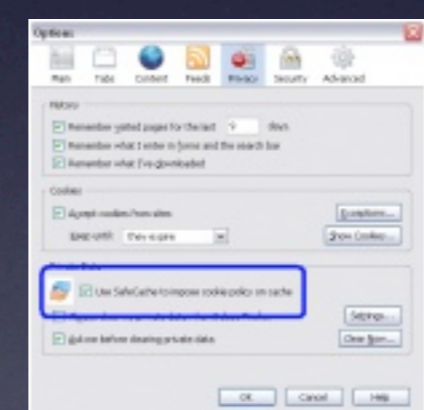 Options
Main Tabs Content Feeds Privacy Security Advanced
History
Remember visited pages for the last 9 days.
Remember what I enter in forms and the search bar
Remember what I've downloaded
Cookies
Accept cookies from sites
Exceptions...
Keep until: they expire
Show Cookies...
Use SafeCache to impose cookie policy on cache
Settings...
Ask me before clearing private data
Clear Now...
OK Cancel Help